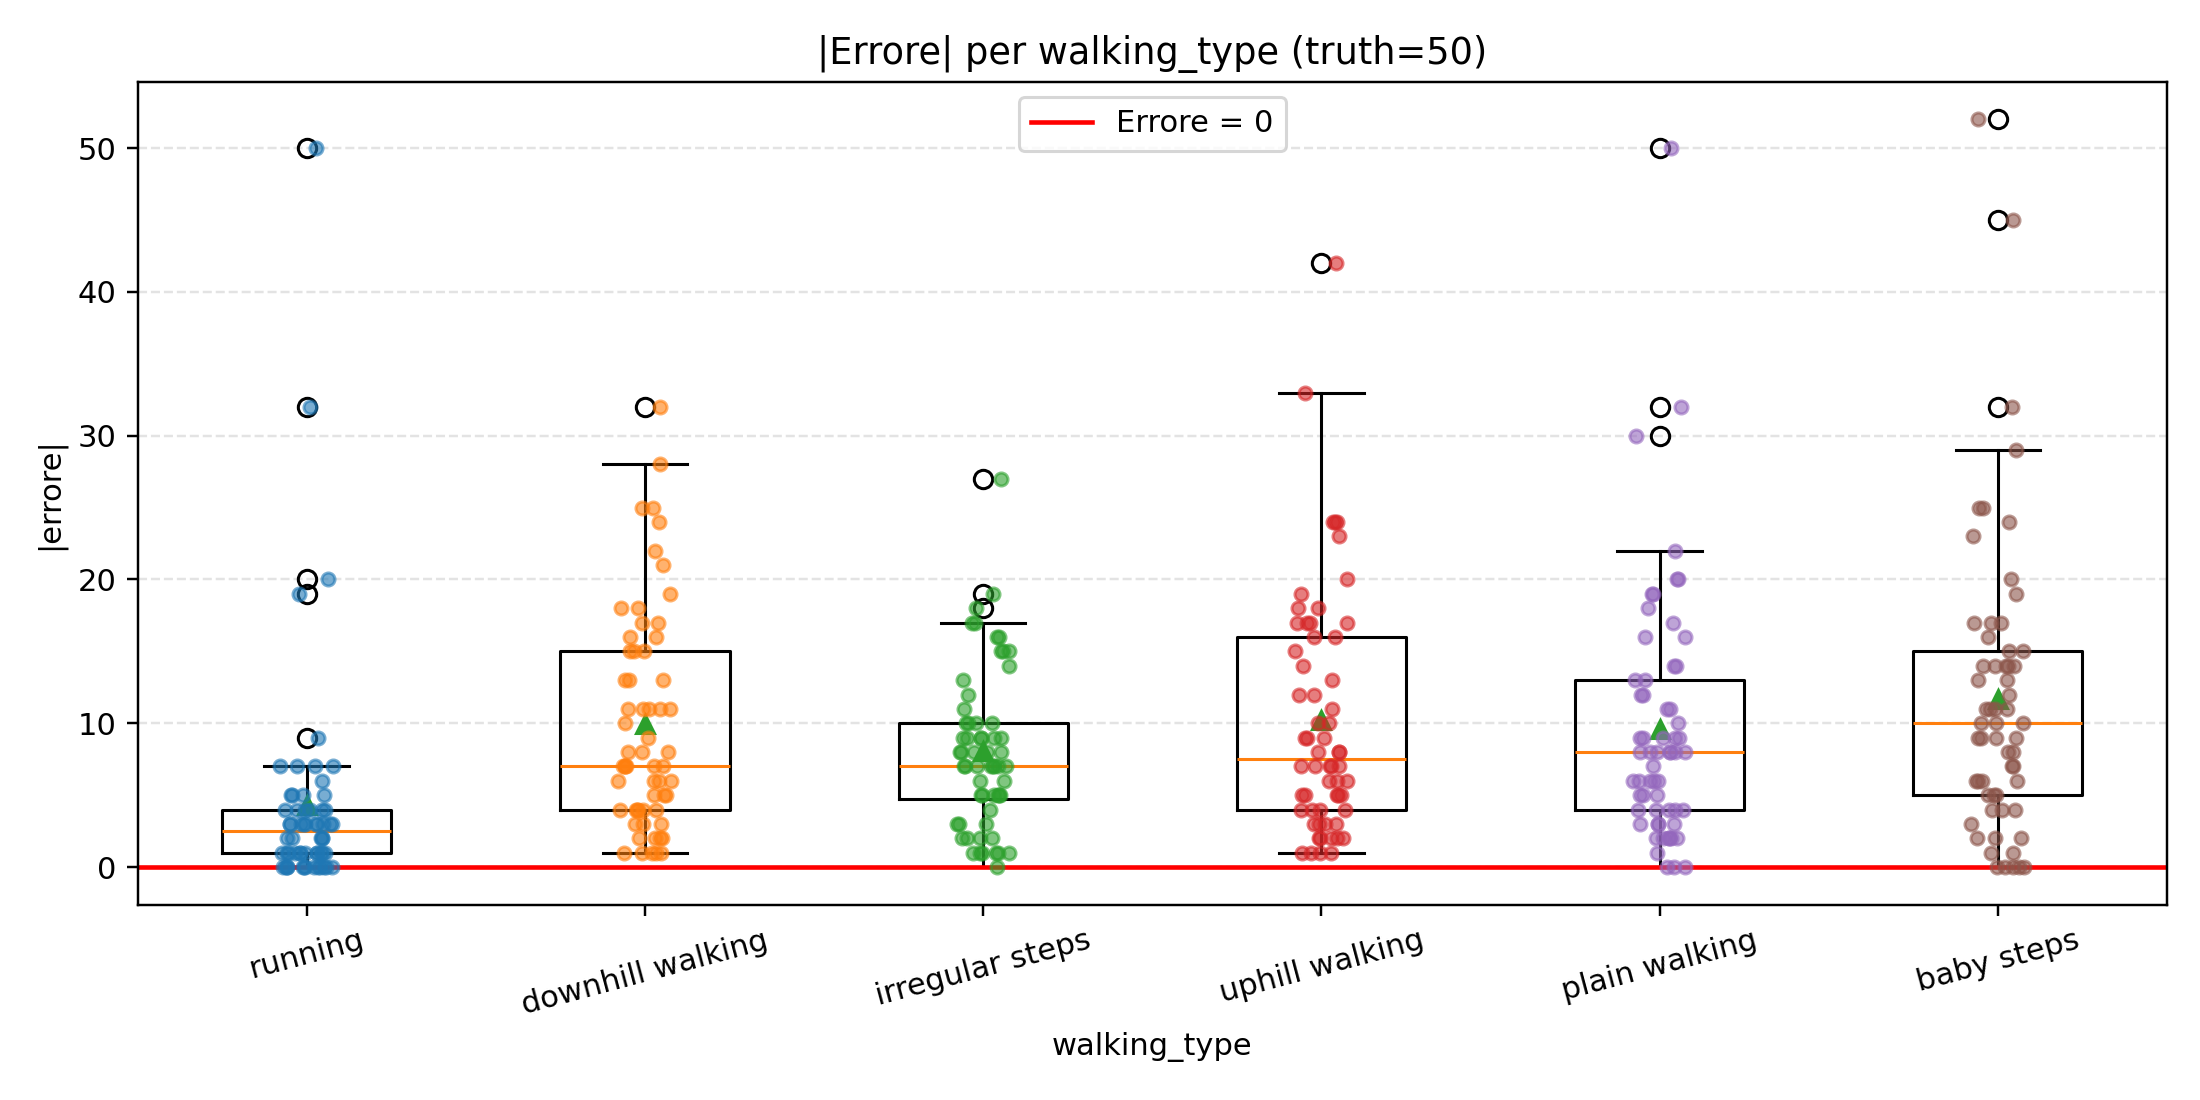 |Errore| per walking_type (truth=50)
Errore = 0
50
40
30
20
10
0
|errore|
running
downhill walking
irregular steps
uphill walking
plain walking
baby steps
walking_type